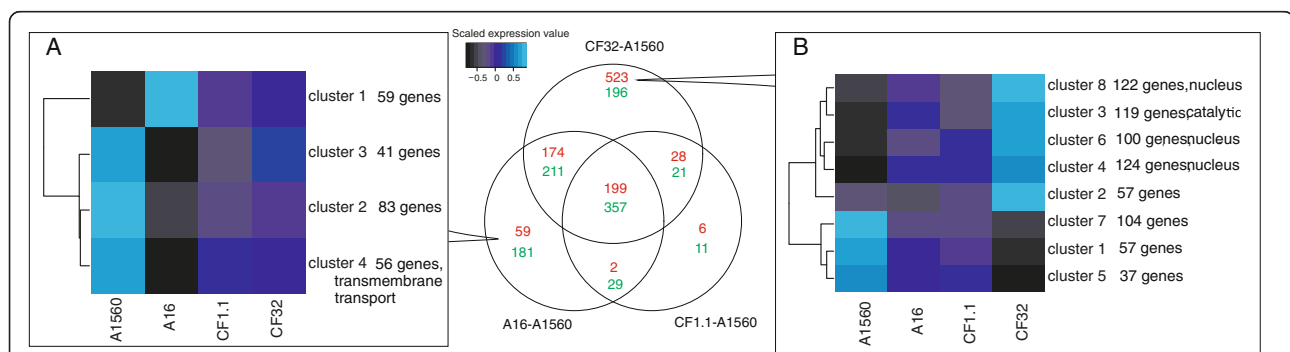 A
cluster 1 59 genes
cluster 3 41 genes
cluster 2 83 genes
cluster 4 56 genes,
transmembrane
transport
A1560
A16
CF1.1
CF32
Scaled expression value
−0.5 0 0.5
CF32-A1560
523
196
174
211
28
21
199
357
59
181
6
11
2
29
A16-A1560
CF1.1-A1560
B
cluster 8 122 genes,nucleus
cluster 3 119 genes,catalytic
cluster 6 100 genes,nucleus
cluster 4 124 genes,nucleus
cluster 2 57 genes
cluster 7 104 genes
cluster 1 57 genes
cluster 5 37 genes
A1560
A16
CF1.1
CF32